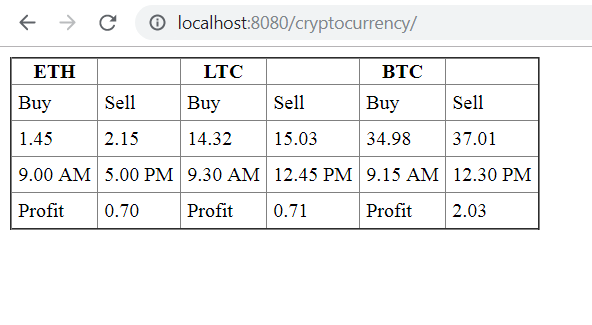 localhost:8080/cryptocurrency/
ETH LTC BTC
Buy Sell Buy Sell Buy Sell
1.45 2.15 14.32 15.03 34.98 37.01
9.00 AM 5.00 PM 9.30 AM 12.45 PM 9.15 AM 12.30 PM
Profit 0.70 Profit 0.71 Profit 2.03